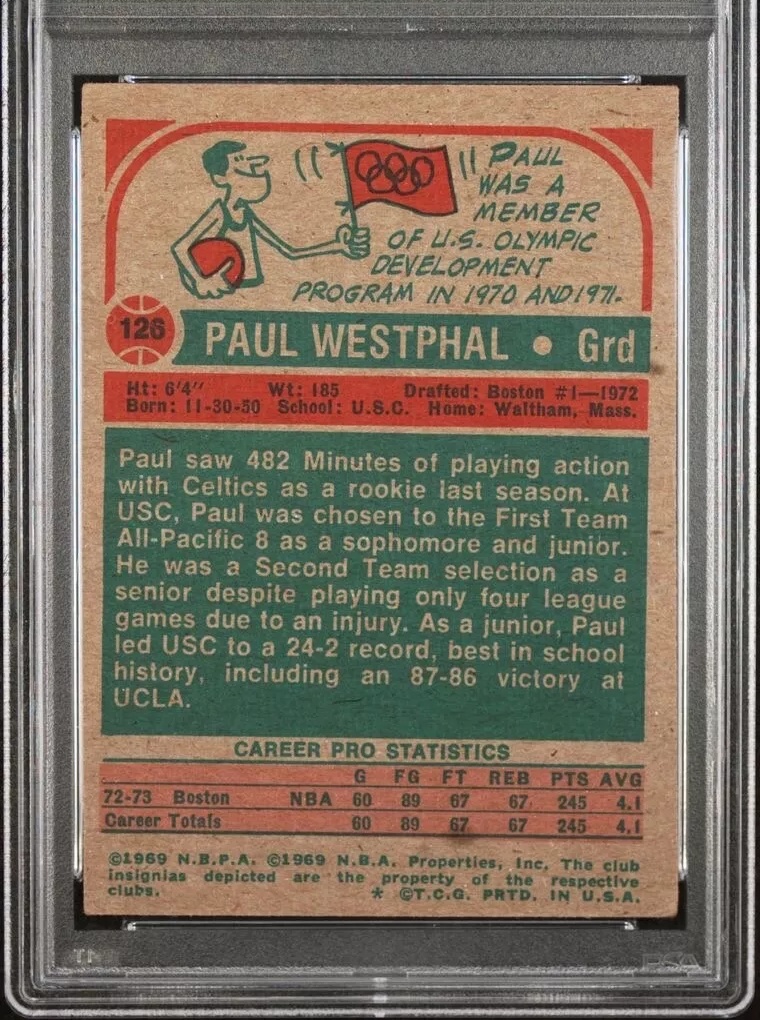 PAUL
WAS A
MEMBER
OF U.S. OLYMPIC
DEVELOPMENT
PROGRAM IN 1970 AND 1971.
126 PAUL WESTPHAL • Grd
Ht: 6'4" Wt: 185 Drafted: Boston #1—1972
Born: 11-30-50 School: U.S.C. Home: Waltham, Mass.
Paul saw 482 Minutes of playing action
with Celtics as a rookie last season. At
USC, Paul was chosen to the First Team
All-Pacific 8 as a sophomore and junior.
He was a Second Team selection as a
senior despite playing only four league
games due to an injury. As a junior, Paul
led USC to a 24-2 record, best in school
history, including an 87-86 victory at
UCLA.
CAREER PRO STATISTICS
G FG FT REB PTS AVG
72-73 Boston NBA 60 89 67 67 245 4.1
Career Totals 60 89 67 67 245 4.1
©1969 N.B.P.A. ©1969 N.B.A. Properties, Inc. The club
insignias depicted are the property of the respective
clubs. * ©T.C.G. PRTD. IN U.S.A.
TM PSA